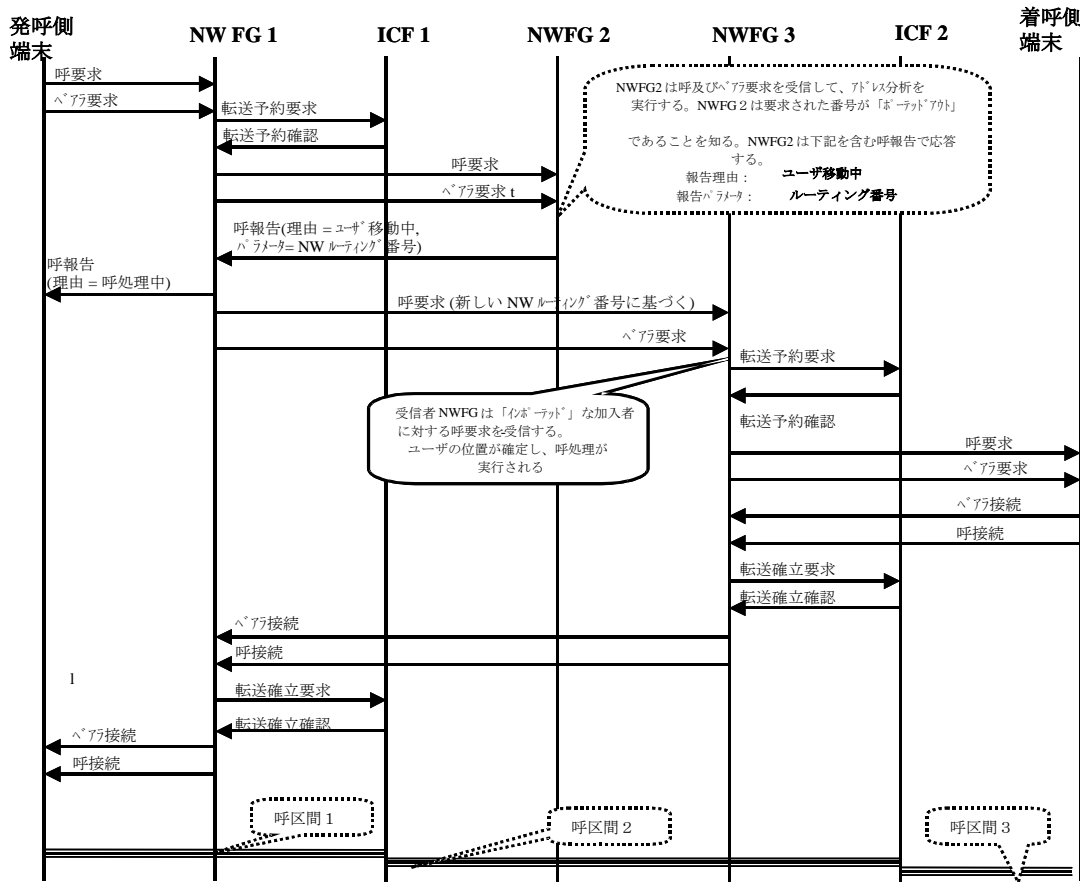 発呼側
端末
NW FG 1
ICF 1
NWFG 2
NWFG 3
ICF 2
着呼側
端末
呼要求
ﾍﾞｱﾗ要求
転送予約要求
転送予約確認
呼要求
ﾍﾞｱﾗ要求 t
NWFG2 は呼及びﾍﾞｱﾗ要求を受信して、ｱﾄﾞﾚｽ分析を
実行する。NWFG２は要求された番号が「ﾎﾟｰﾃｯﾄﾞｱｳﾄ」
であることを知る。NWFG2 は下記を含む呼報告で応答
する。
報告理由： ユーザ移動中
報告ﾊﾟﾗﾒｰﾀ： ルーティング番号
呼報告(理由 = ﾕｰｻﾞ移動中,
ﾊﾟﾗﾒｰﾀ= NW ﾙｰﾃｨﾝｸﾞ番号)
呼報告
(理由 = 呼処理中)
呼要求 (新しい NW ﾙｰﾃｨﾝｸﾞ番号に基づく)
ﾍﾞｱﾗ要求
転送予約要求
転送予約確認
受信者 NWFG は「ｲﾝﾎﾟｰﾃｯﾄﾞ」な加入者
に対する呼要求を受信する。
ユーザの位置が確定し、呼処理が
実行される
呼要求
ﾍﾞｱﾗ要求
ﾍﾞｱﾗ接続
呼接続
転送確立要求
転送確立確認
ﾍﾞｱﾗ接続
呼接続
l
転送確立要求
転送確立確認
ﾍﾞｱﾗ接続
呼接続
呼区間１
呼区間２
呼区間３